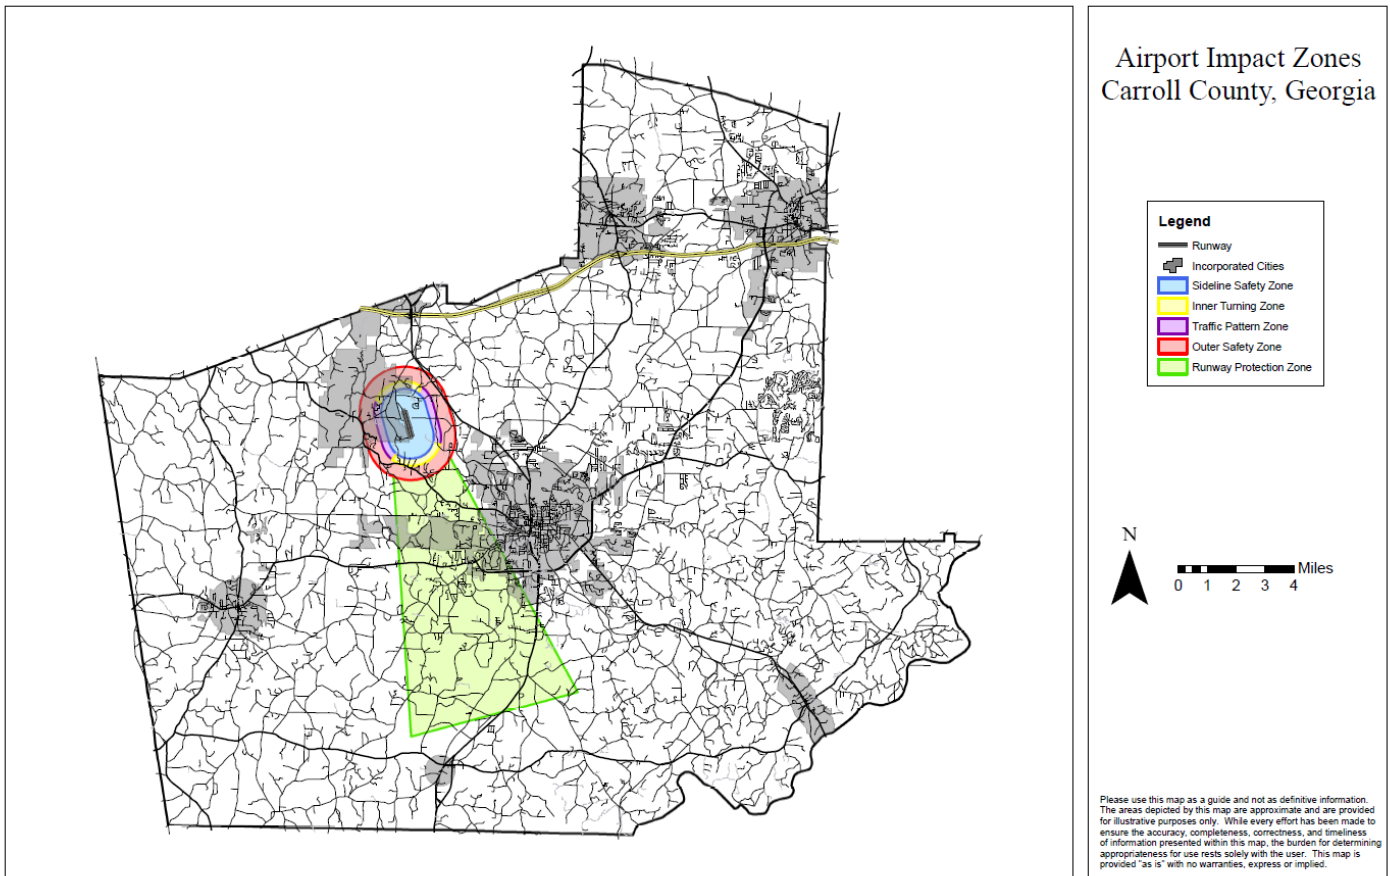 Airport Impact Zones
Carroll County, Georgia
Legend
Runway
Incorporated Cities
Sideline Safety Zone
Inner Turning Zone
Traffic Pattern Zone
Outer Safety Zone
Runway Protection Zone
N
Miles
0 1 2 3 4
Please use this map as a guide and not as definitive information.
The areas depicted by this map are approximate and are provided
for illustrative purposes only. While every effort has been made to
ensure the accuracy, completeness, correctness, and timeliness
of information presented within this map, the burden for determining
appropriateness for use rests solely with the user. This map is
provided "as is" with no warranties, express or implied.